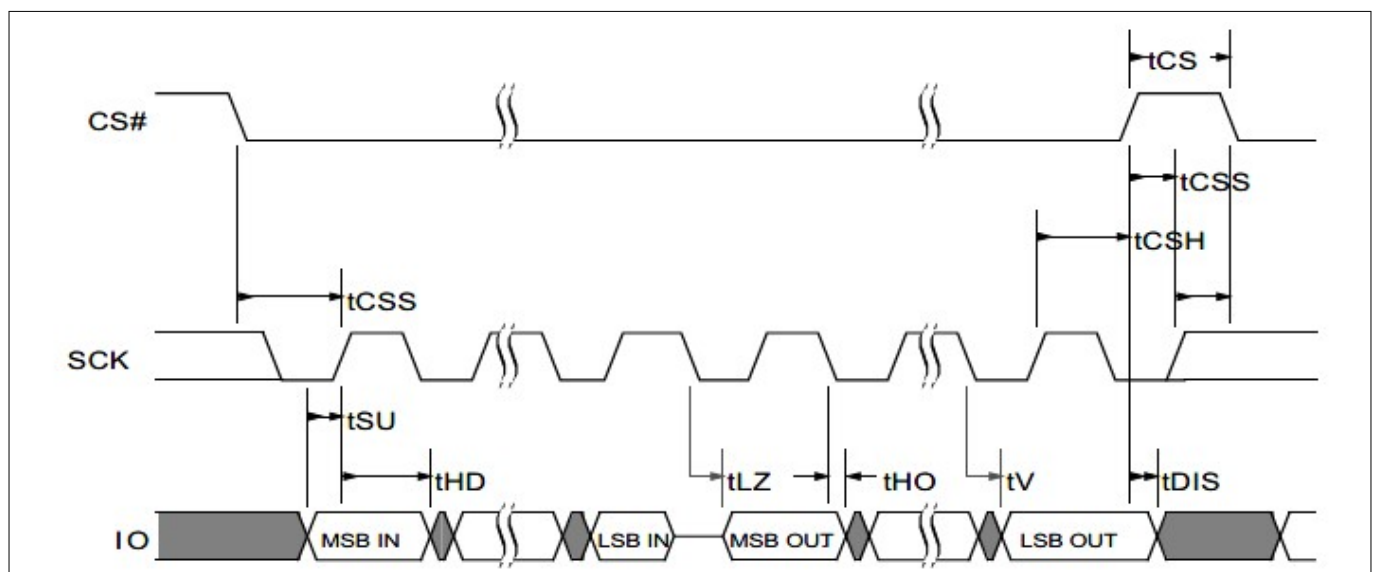 tCS
CS#
tCSS
tCSH
tCSS
SCK
tSU
tHD
tLZ
tHO
tV
tDIS
IO
MSB IN
LSB IN
MSB OUT
LSB OUT